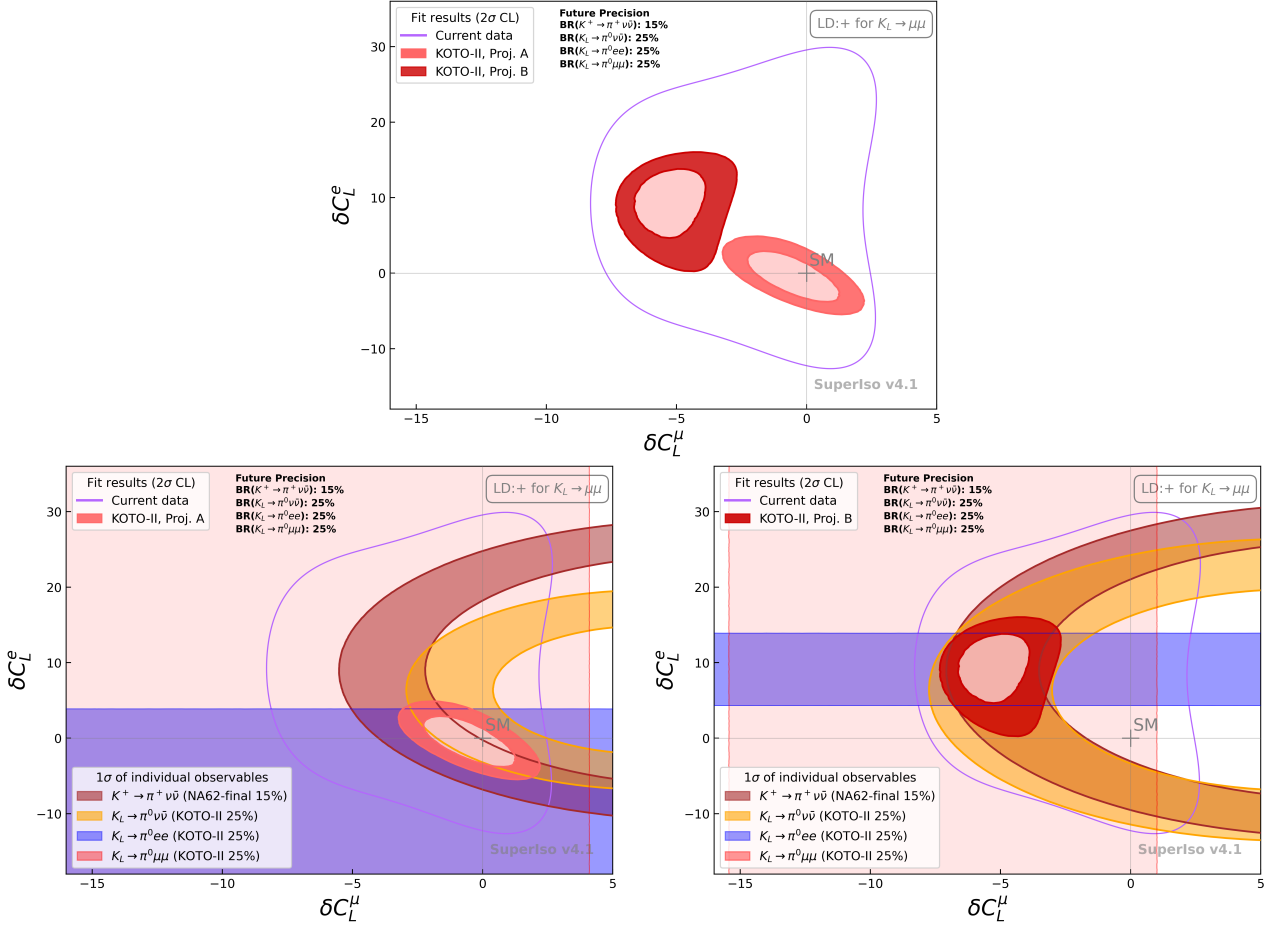 Fit results (2σ CL)
Current data
KOTO-II, Proj. A
KOTO-II, Proj. B
Future Precision
BR(K⁺ → π⁺νν̄): 15%
BR(K_L → π⁰νν̄): 25%
BR(K_L → π⁰ee): 25%
BR(K_L → π⁰μμ): 25%
LD:+ for K_L → μμ
30
20
10
0
−10
δC_L^e
SM
SuperIso v4.1
−15 −10 −5 0 5
δC_L^μ
Fit results (2σ CL)
Current data
KOTO-II, Proj. A
Future Precision
BR(K⁺ → π⁺νν̄): 15%
BR(K_L → π⁰νν̄): 25%
BR(K_L → π⁰ee): 25%
BR(K_L → π⁰μμ): 25%
LD:+ for K_L → μμ
30
20
10
0
−10
δC_L^e
SM
1σ of individual observables
K⁺ → π⁺νν̄ (NA62-final 15%)
K_L → π⁰νν̄ (KOTO-II 25%)
K_L → π⁰ee (KOTO-II 25%)
K_L → π⁰μμ (KOTO-II 25%)
SuperIso v4.1
−15 −10 −5 0 5
δC_L^μ
Fit results (2σ CL)
Current data
KOTO-II, Proj. B
Future Precision
BR(K⁺ → π⁺νν̄): 15%
BR(K_L → π⁰νν̄): 25%
BR(K_L → π⁰ee): 25%
BR(K_L → π⁰μμ): 25%
LD:+ for K_L → μμ
30
20
10
0
−10
δC_L^e
SM
1σ of individual observables
K⁺ → π⁺νν̄ (NA62-final 15%)
K_L → π⁰νν̄ (KOTO-II 25%)
K_L → π⁰ee (KOTO-II 25%)
K_L → π⁰μμ (KOTO-II 25%)
SuperIso v4.1
−15 −10 −5 0 5
δC_L^μ